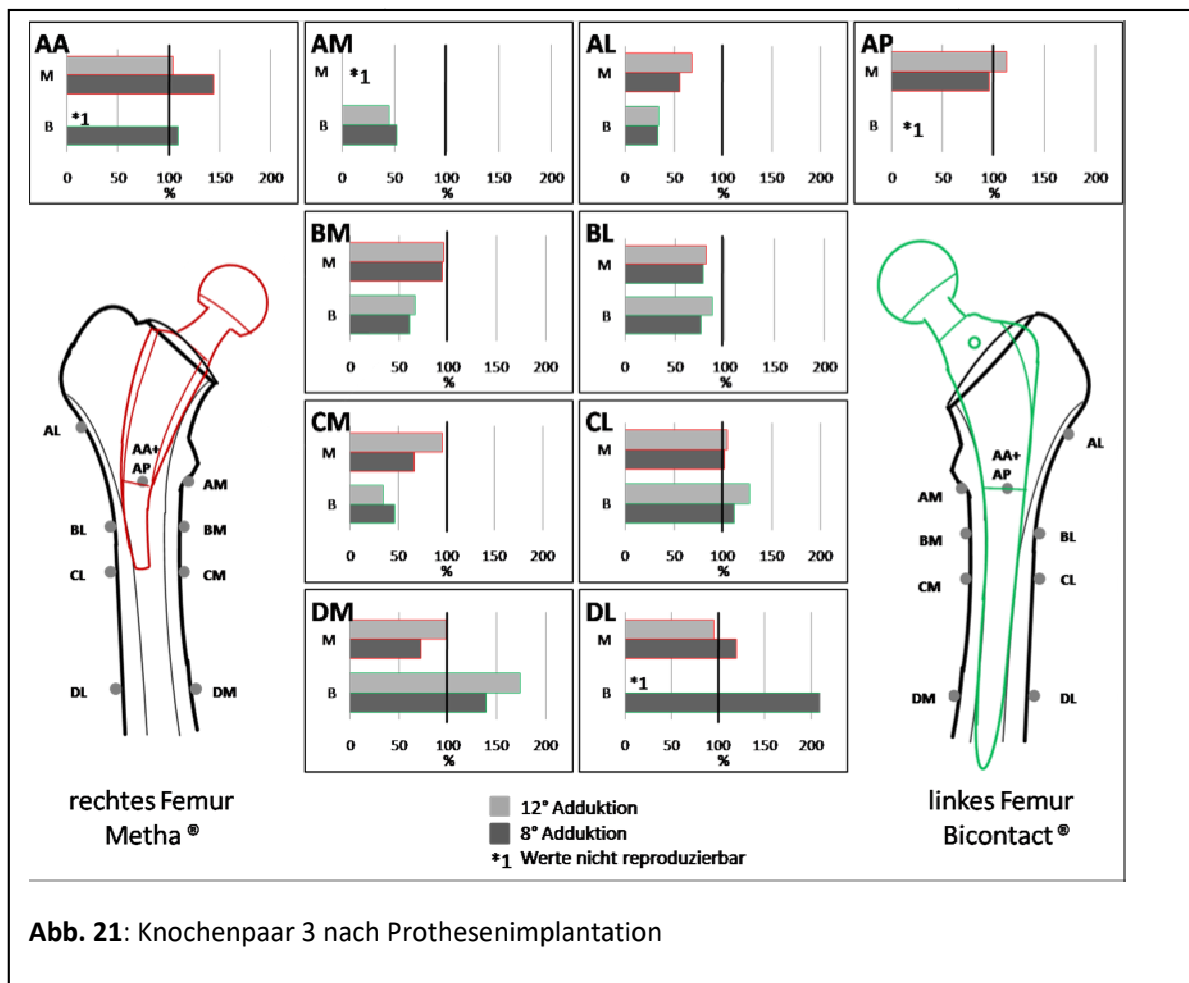 AA
M
*1
B
0 50 100 150 200
%
AM
M
*1
B
0 50 100 150 200
%
AL
M
B
0 50 100 150 200
%
AP
M
B
*1
0 50 100 150 200
%
BM
M
B
0 50 100 150 200
%
BL
M
B
0 50 100 150 200
%
CM
M
B
0 50 100 150 200
%
CL
M
B
0 50 100 150 200
%
DM
M
B
0 50 100 150 200
%
DL
M
*1
B
0 50 100 150 200
%
AL
AA+
AP
AM
BL
BM
CL
CM
DL
DM
rechtes Femur
Metha ®
AL
AA+
AP
AM
BM
BL
CM
CL
DM
DL
linkes Femur
Bicontact ®
12° Adduktion
8° Adduktion
*1 Werte nicht reproduzierbar
Abb. 21: Knochenpaar 3 nach Prothesenimplantation